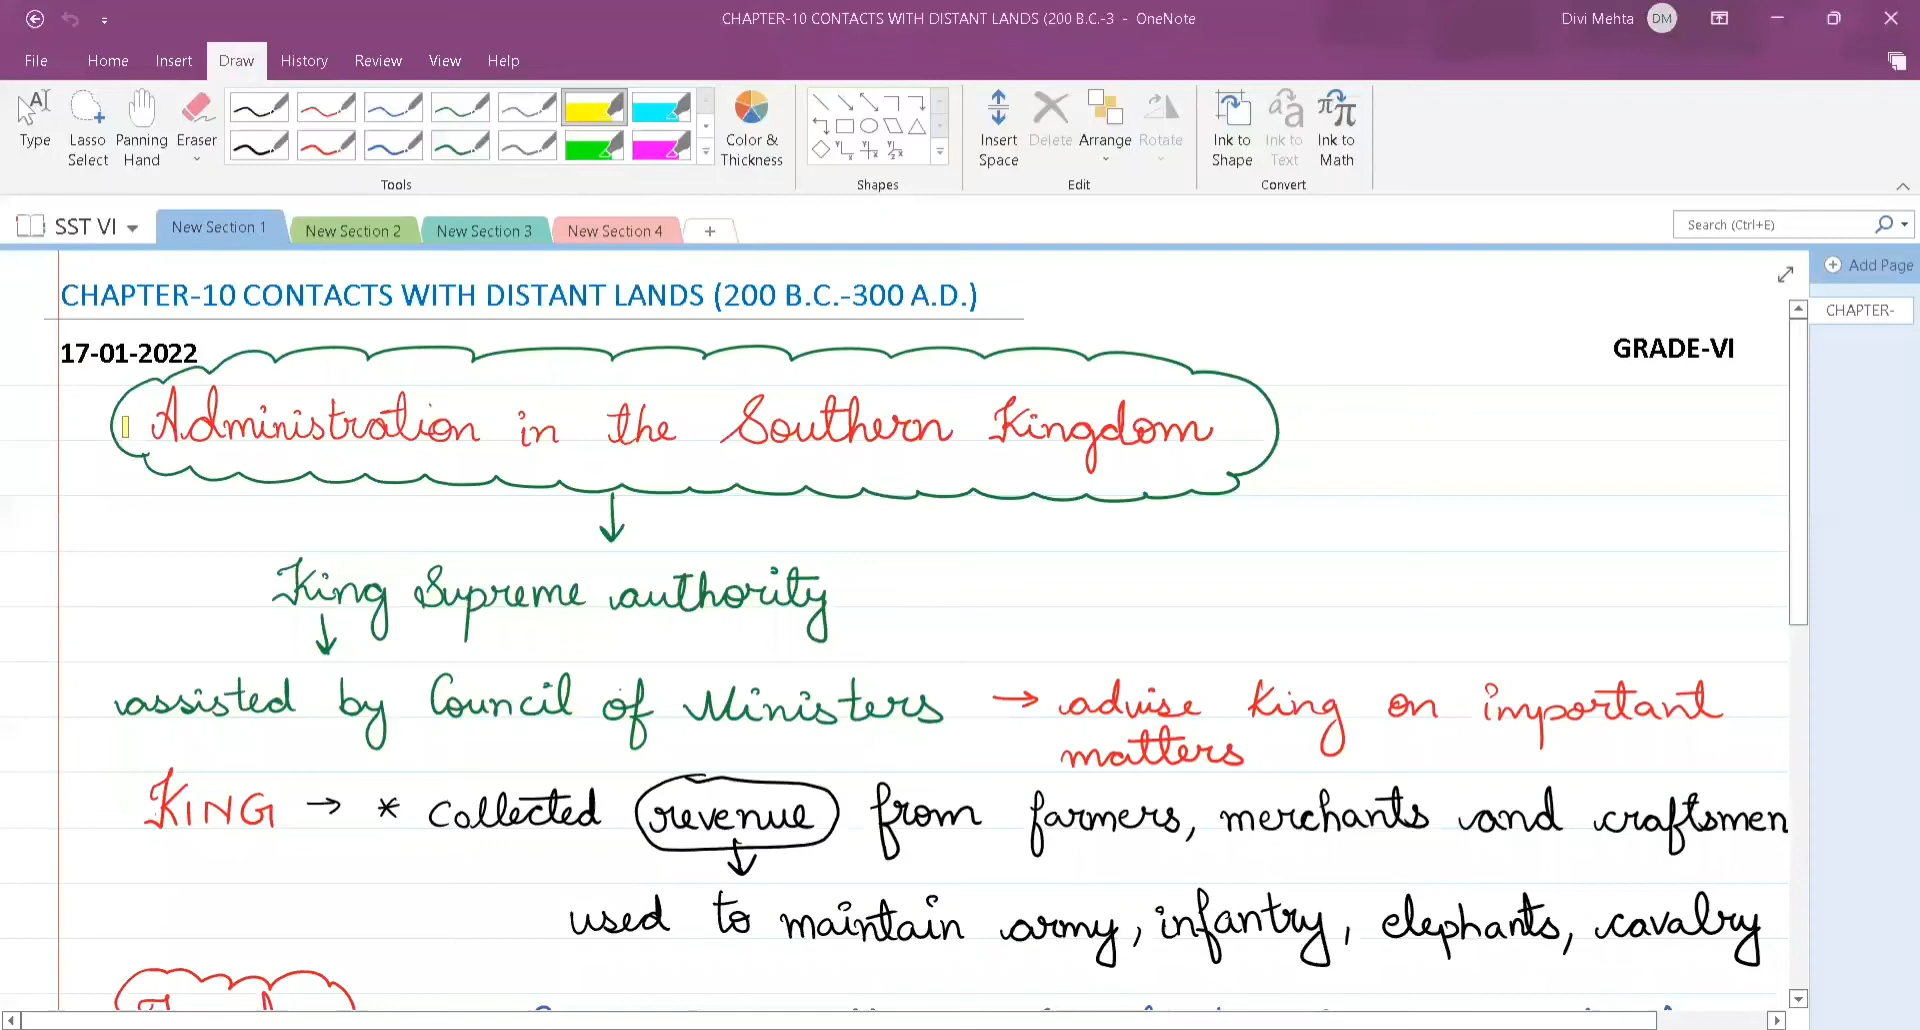 CHAPTER-10 CONTACTS WITH DISTANT LANDS (200 B.C.-3 - OneNote
Divi Mehta DM
File Home Insert Draw History Review View Help
Type Lasso Select Panning Hand Eraser Color & Thickness Insert Space Delete Arrange Rotate Ink to Shape Ink to Text Ink to Math
Tools Shapes Edit Convert
SST VI New Section 1 New Section 2 New Section 3 New Section 4 + Search (Ctrl+E)
Add Page
CHAPTER-
CHAPTER-10 CONTACTS WITH DISTANT LANDS (200 B.C.-300 A.D.)
17-01-2022 GRADE-VI
Administration in the Southern Kingdom
↓
King Supreme authority
↓
assisted by Council of Ministers → advise King on important
matters
KING → * collected revenue from farmers, merchants and craftsmen
↓
used to maintain army, infantry, elephants, cavalry